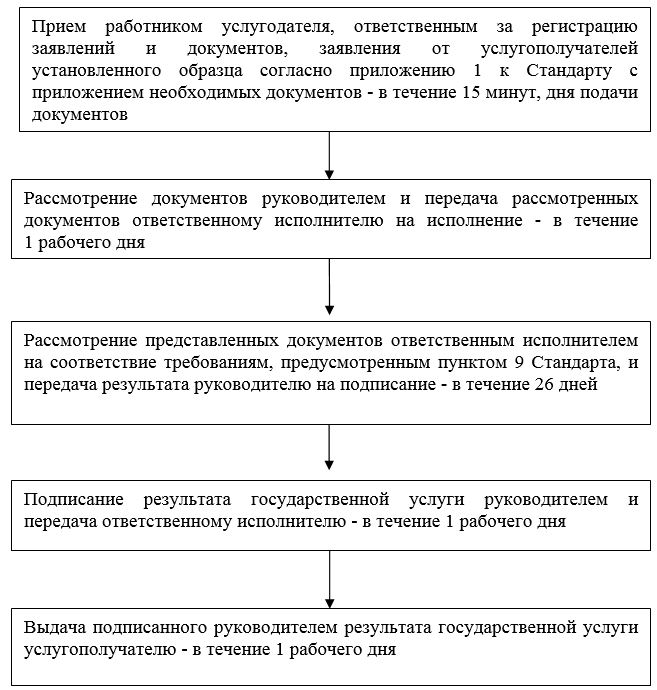 Прием работником услугодателя, ответственным за регистрацию
заявлений и документов, заявления от услугополучателей
установленного образца согласно приложению 1 к Стандарту с
приложением необходимых документов - в течение 15 минут, дня подачи
документов
Рассмотрение документов руководителем и передача рассмотренных
документов ответственному исполнителю на исполнение - в течение
1 рабочего дня
Рассмотрение представленных документов ответственным исполнителем
на соответствие требованиям, предусмотренным пунктом 9 Стандарта, и
передача результата руководителю на подписание - в течение 26 дней
Подписание результата государственной услуги руководителем и
передача ответственному исполнителю - в течение 1 рабочего дня
Выдача подписанного руководителем результата государственной услуги
услугополучателю - в течение 1 рабочего дня